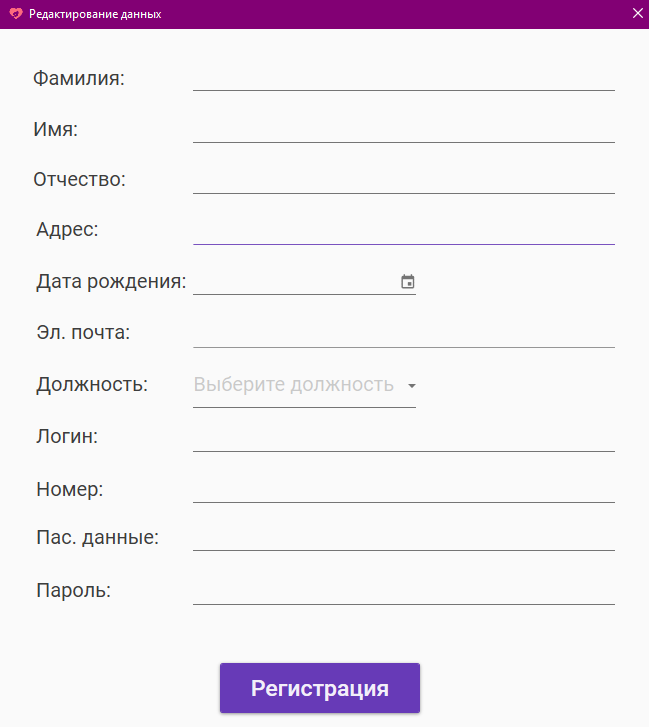 Редактирование данных
Фамилия:
Имя:
Отчество:
Адрес:
Дата рождения:
Эл. почта:
Должность: Выберите должность
Логин:
Номер:
Пас. данные:
Пароль:
Регистрация